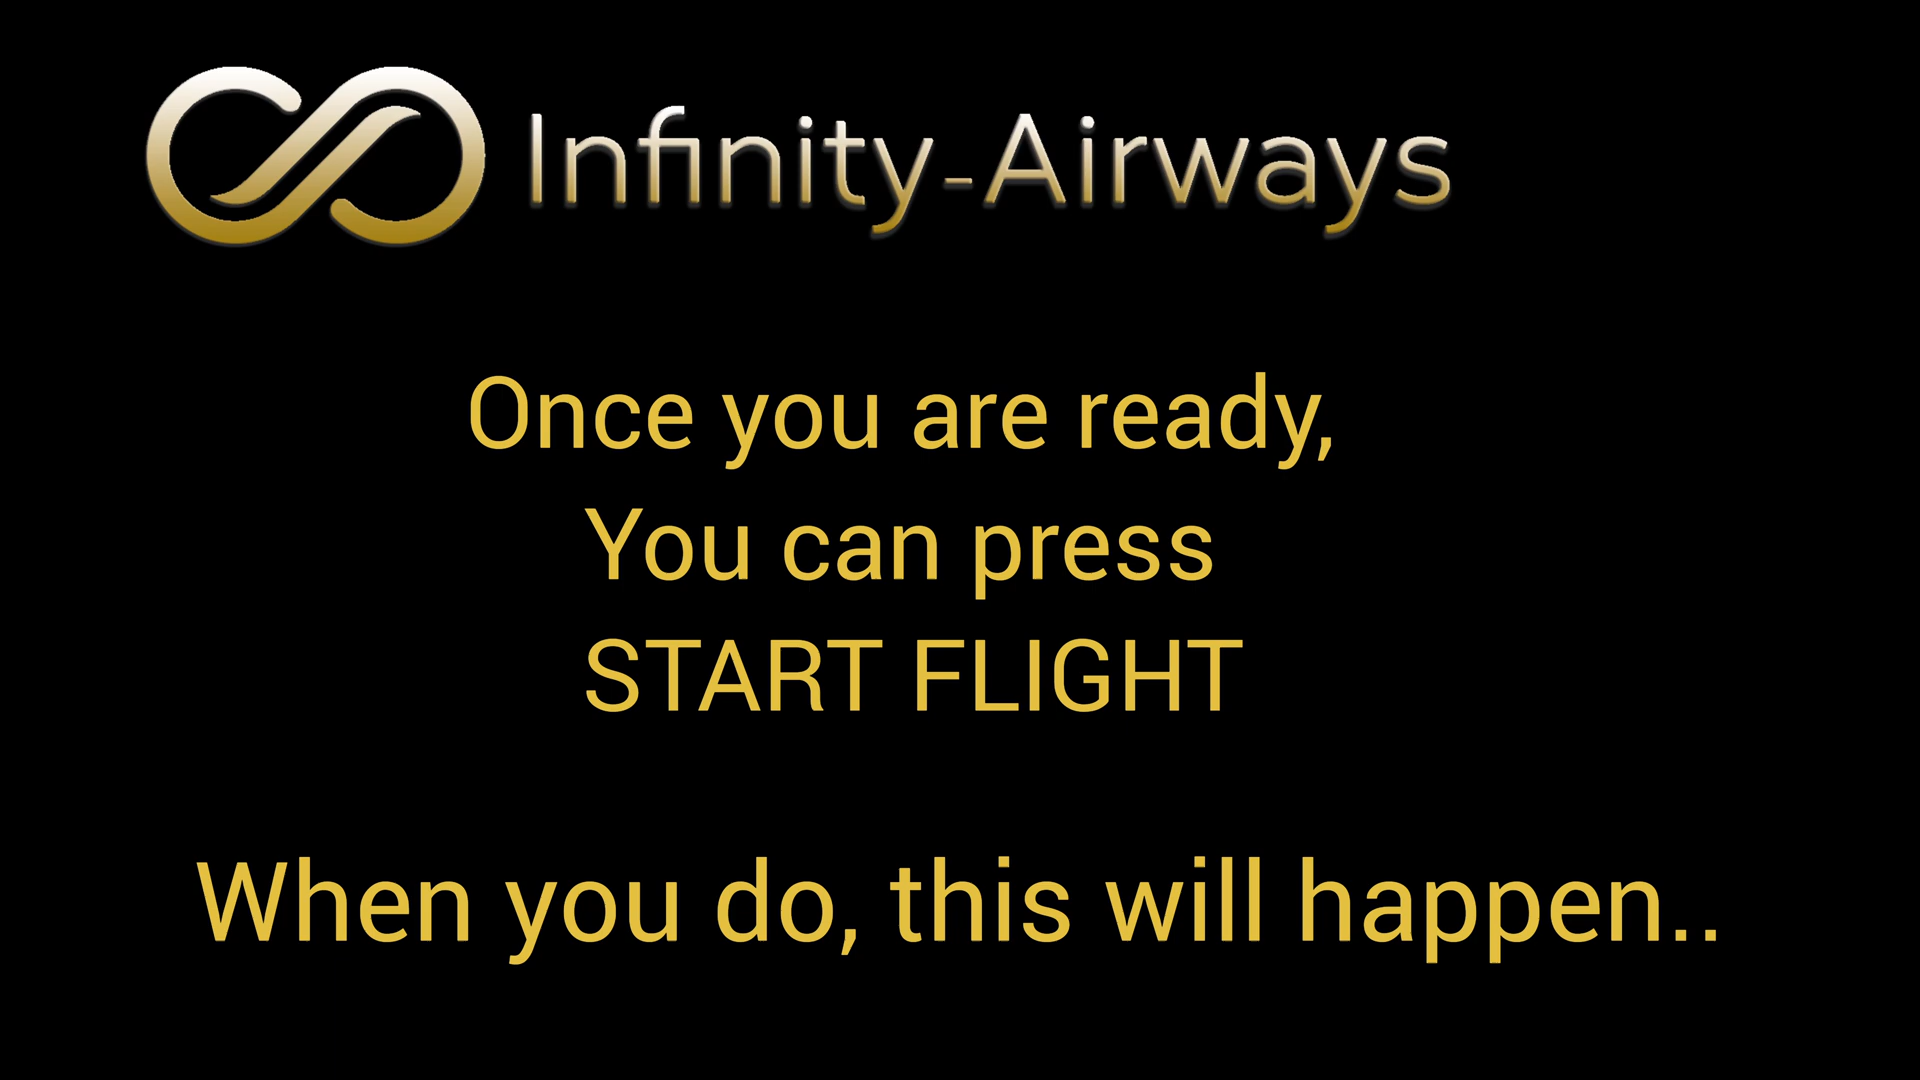 Infinity-Airways
Once you are ready,
You can press
START FLIGHT
When you do, this will happen..